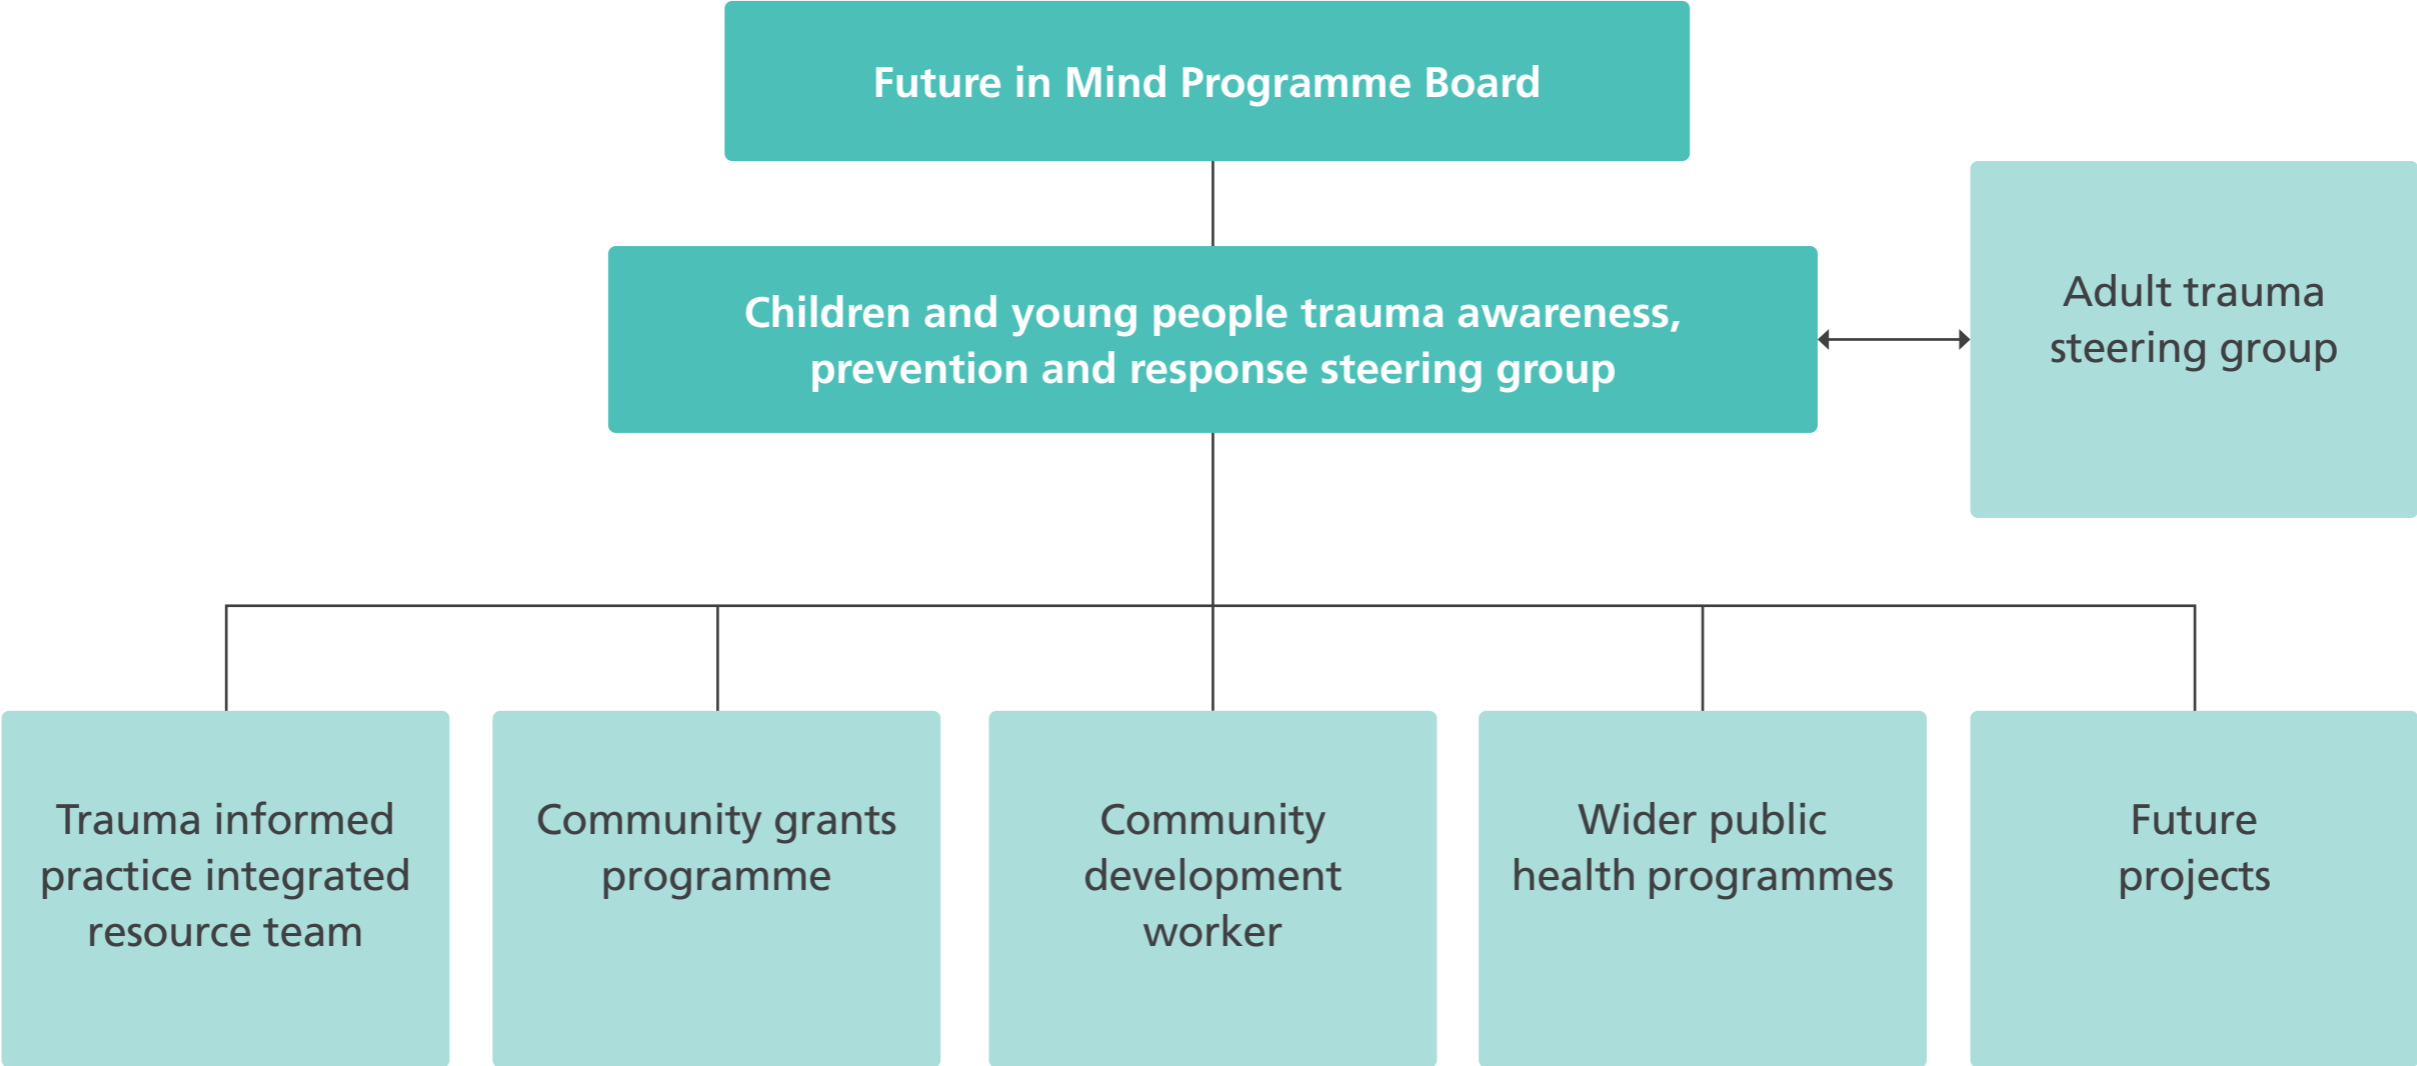 Future in Mind Programme Board
Children and young people trauma awareness,
prevention and response steering group
Adult trauma
steering group
Trauma informed
practice integrated
resource team
Community grants
programme
Community
development
worker
Wider public
health programmes
Future
projects